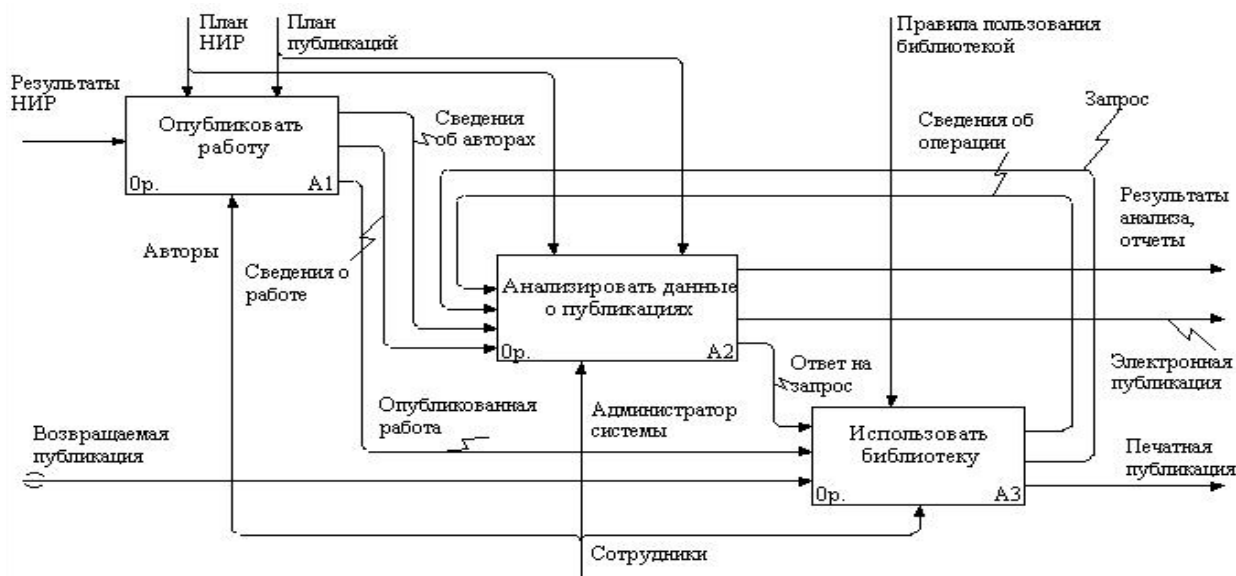 План
НИР
План
публикаций
Правила пользования
библиотекой
Результаты
НИР
Опубликовать
работу
0р.
A1
Сведения
об авторах
Сведения об
операции
Запрос
Авторы
Сведения о
работе
Анализировать данные
о публикациях
0р.
A2
Результаты
анализа,
отчеты
Ответ на
запрос
Электронная
публикация
Опубликованная
работа
Администратор
системы
Возвращаемая
публикация
Использовать
библиотеку
0р.
A3
Печатная
публикация
Сотрудники